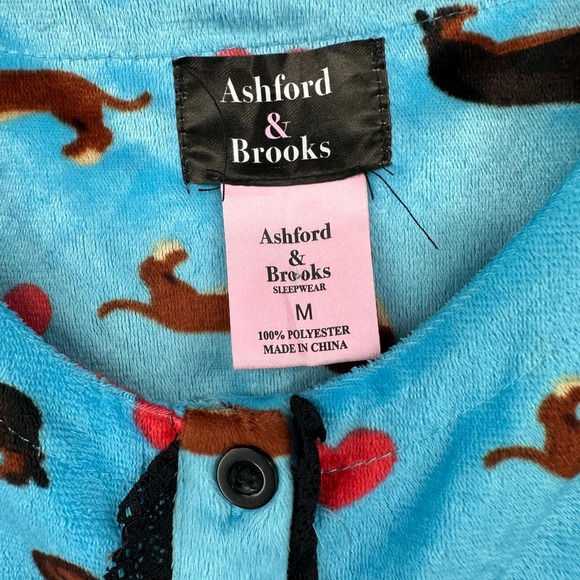 Ashford
&
Brooks
Ashford
&
Brooks
SLEEPWEAR
M
100% POLYESTER
MADE IN CHINA